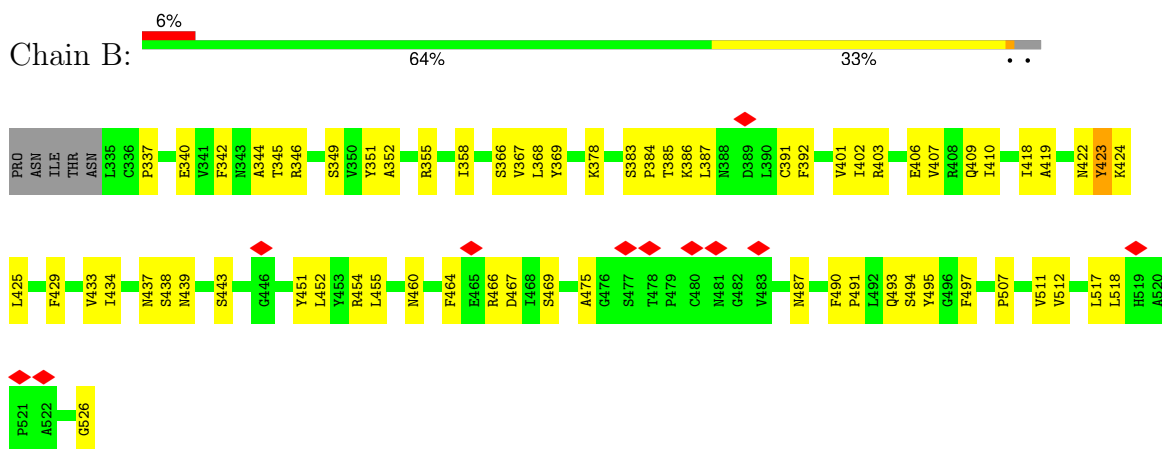 6%
Chain B:
64% 33% • •
PRO ASN ILE THR ASN L335 C336 P337 E340 V341 F342 N343 A344 T345 R346 S349 V350 Y351 A352 R355 I358 S366 V367 L368 Y369 K378 S383 P384 T385 K386 L387 N388 D389 L390 C391 F392 V401 I402 R403 E406 V407 R408 Q409 I410 I418 A419 N422 Y423 K424
L425 F429 V433 I434 N437 S438 N439 S443 G446 Y451 L452 Y453 R454 L455 N460 F464 E465 R466 D467 I468 S469 A475 G476 S477 T478 P479 C480 N481 G482 V483 N487 F490 P491 L492 Q493 S494 Y495 G496 F497 P507 V511 V512 L517 L518 H519 A520
P521 A522 G526